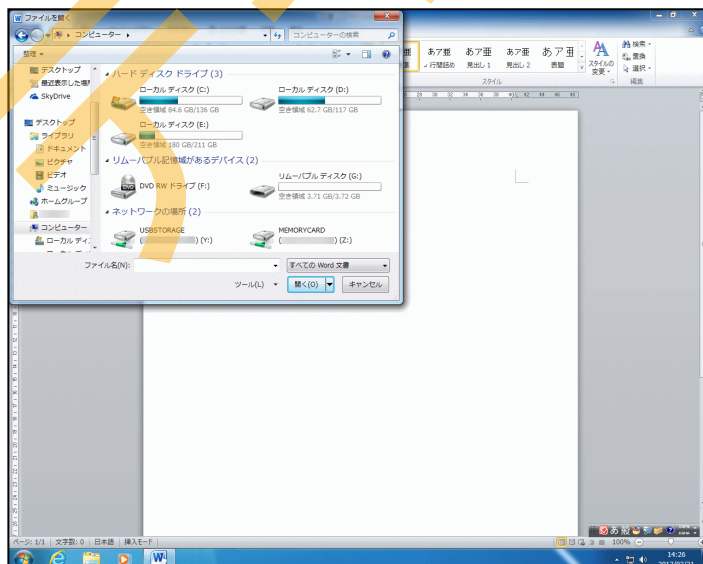 ファイルを開く
コンピューター
コンピューターの検索
整理
デスクトップ
最近表示した場所
SkyDrive
デスクトップ
ライブラリ
ドキュメント
ピクチャ
ビデオ
ミュージック
ホームグループ
コンピューター
ローカル ディ
ハード ディスク ドライブ (3)
ローカル ディスク (C:)
空き領域 84.6 GB/136 GB
ローカル ディスク (D:)
空き領域 62.7 GB/117 GB
ローカル ディスク (E:)
空き領域 180 GB/211 GB
リムーバブル記憶域があるデバイス (2)
DVD RW ドライブ (F:)
リムーバブル ディスク (G:)
空き領域 3.71 GB/3.72 GB
ネットワークの場所 (2)
USBSTORAGE
( ) (Y:)
MEMORYCARD
( ) (Z:)
ファイル名(N):
すべての Word 文書
ツール(L)
開く(O)
キャンセル
あア亜 あア亜 あア亜 あア亜
行間詰め 見出し 1 見出し 2 表題
スタイルの
変更
スタイル
検索
置換
選択
編集
ページ: 1/1 文字数: 0 日本語 挿入モード
100%
あ 般
14:26